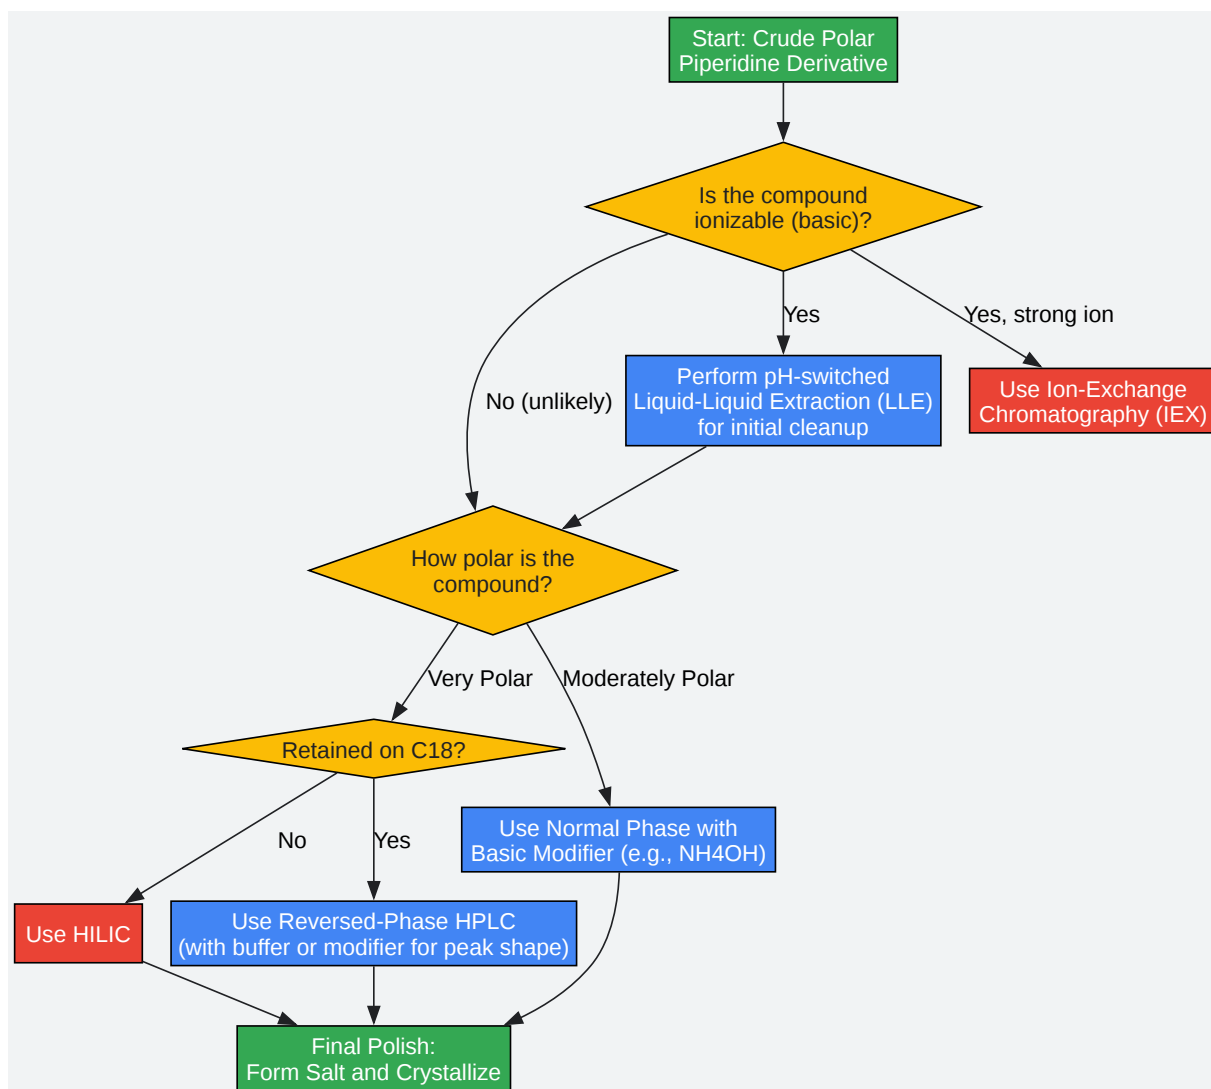 Start: Crude Polar
Piperidine Derivative
Is the compound
ionizable (basic)?
Yes
Yes, strong ion
No (unlikely)
Perform pH-switched
Liquid-Liquid Extraction (LLE)
for initial cleanup
Use Ion-Exchange
Chromatography (IEX)
How polar is the
compound?
Very Polar
Moderately Polar
Retained on C18?
No
Yes
Use Normal Phase with
Basic Modifier (e.g., NH4OH)
Use HILIC
Use Reversed-Phase HPLC
(with buffer or modifier for peak shape)
Final Polish:
Form Salt and Crystallize